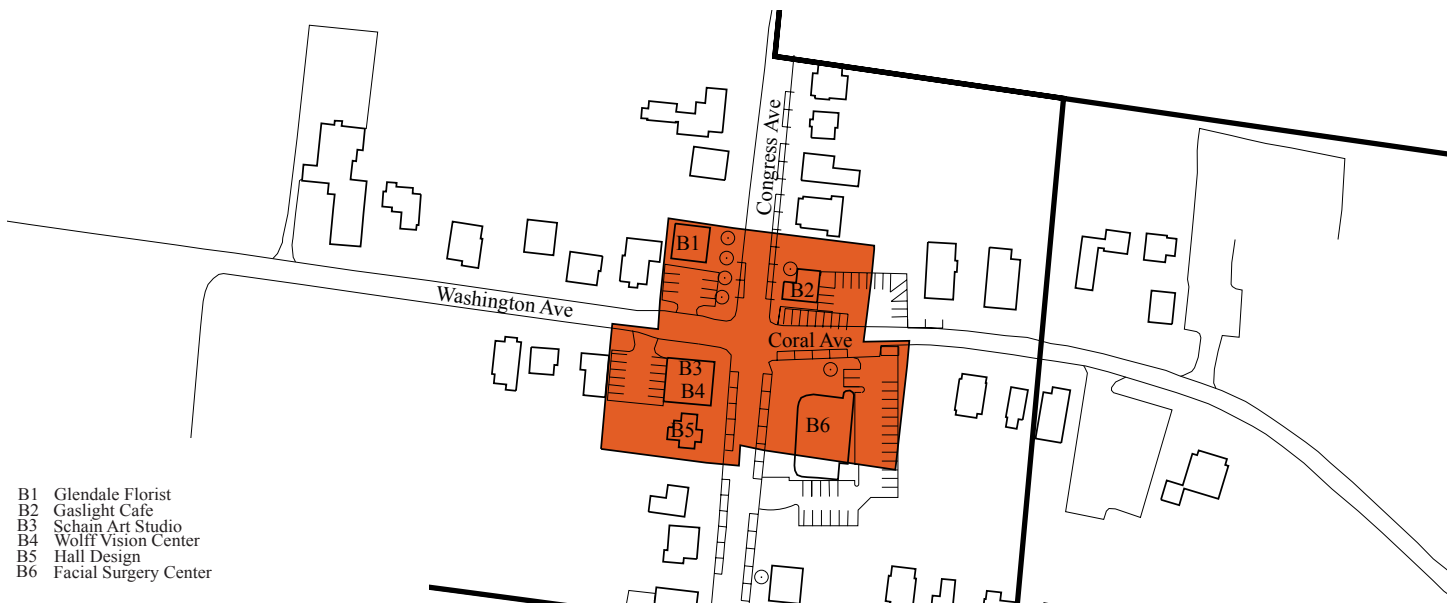 Congress Ave
B1
B2
Washington Ave
Coral Ave
B3
B4
B5
B6
B1 Glendale Florist
B2 Gaslight Cafe
B3 Schain Art Studio
B4 Wolff Vision Center
B5 Hall Design
B6 Facial Surgery Center